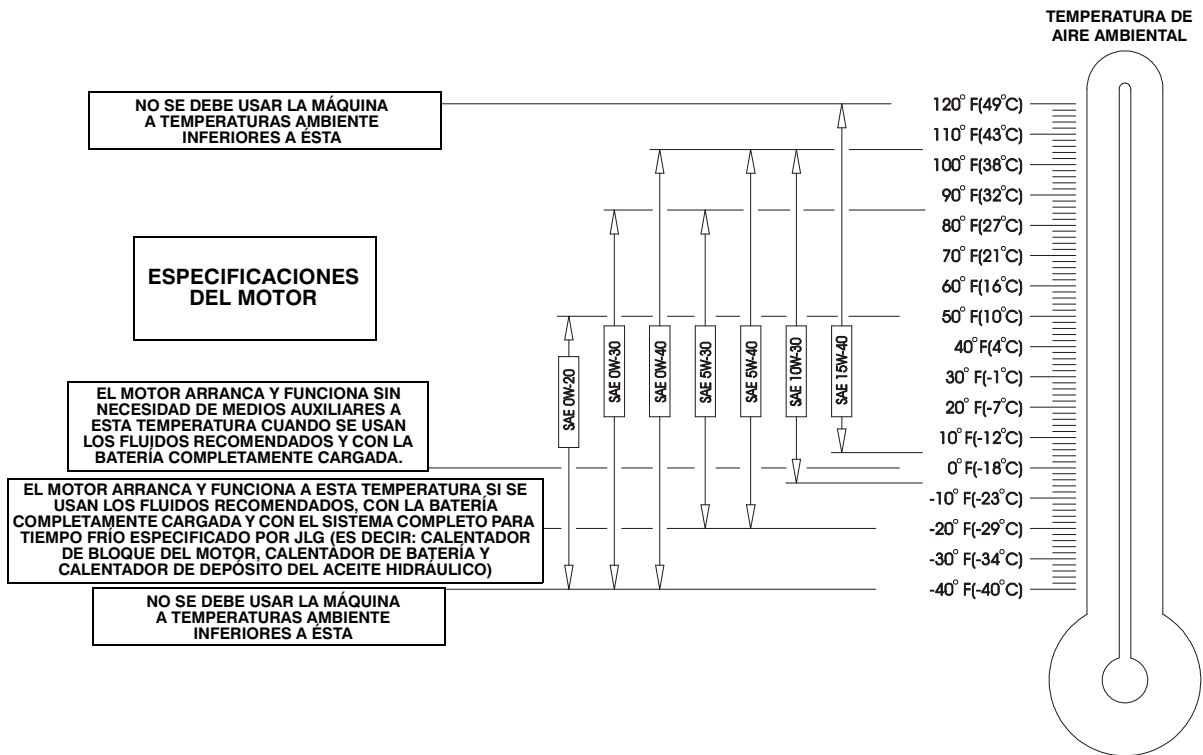 TEMPERATURA DE
AIRE AMBIENTAL
NO SE DEBE USAR LA MÁQUINA
A TEMPERATURAS AMBIENTE
INFERIORES A ÉSTA
ESPECIFICACIONES
DEL MOTOR
EL MOTOR ARRANCA Y FUNCIONA SIN
NECESIDAD DE MEDIOS AUXILIARES A
ESTA TEMPERATURA CUANDO SE USAN
LOS FLUIDOS RECOMENDADOS Y CON LA
BATERÍA COMPLETAMENTE CARGADA.
EL MOTOR ARRANCA Y FUNCIONA A ESTA TEMPERATURA SI SE
USAN LOS FLUIDOS RECOMENDADOS, CON LA BATERÍA
COMPLETAMENTE CARGADA Y CON EL SISTEMA COMPLETO PARA
TIEMPO FRÍO ESPECIFICADO POR JLG (ES DECIR: CALENTADOR
DE BLOQUE DEL MOTOR, CALENTADOR DE BATERÍA Y
CALENTADOR DE DEPÓSITO DEL ACEITE HIDRÁULICO)
NO SE DEBE USAR LA MÁQUINA
A TEMPERATURAS AMBIENTE
INFERIORES A ÉSTA
SAE 0W-20
SAE 0W-30
SAE 0W-40
SAE 5W-30
SAE 5W-40
SAE 10W-30
SAE 15W-40
120° F(49°C)
110° F(43°C)
100° F(38°C)
90° F(32°C)
80° F(27°C)
70° F(21°C)
60° F(16°C)
50° F(10°C)
40° F(4°C)
30° F(-1°C)
20° F(-7°C)
10° F(-12°C)
0° F(-18°C)
-10° F(-23°C)
-20° F(-29°C)
-30° F(-34°C)
-40° F(-40°C)